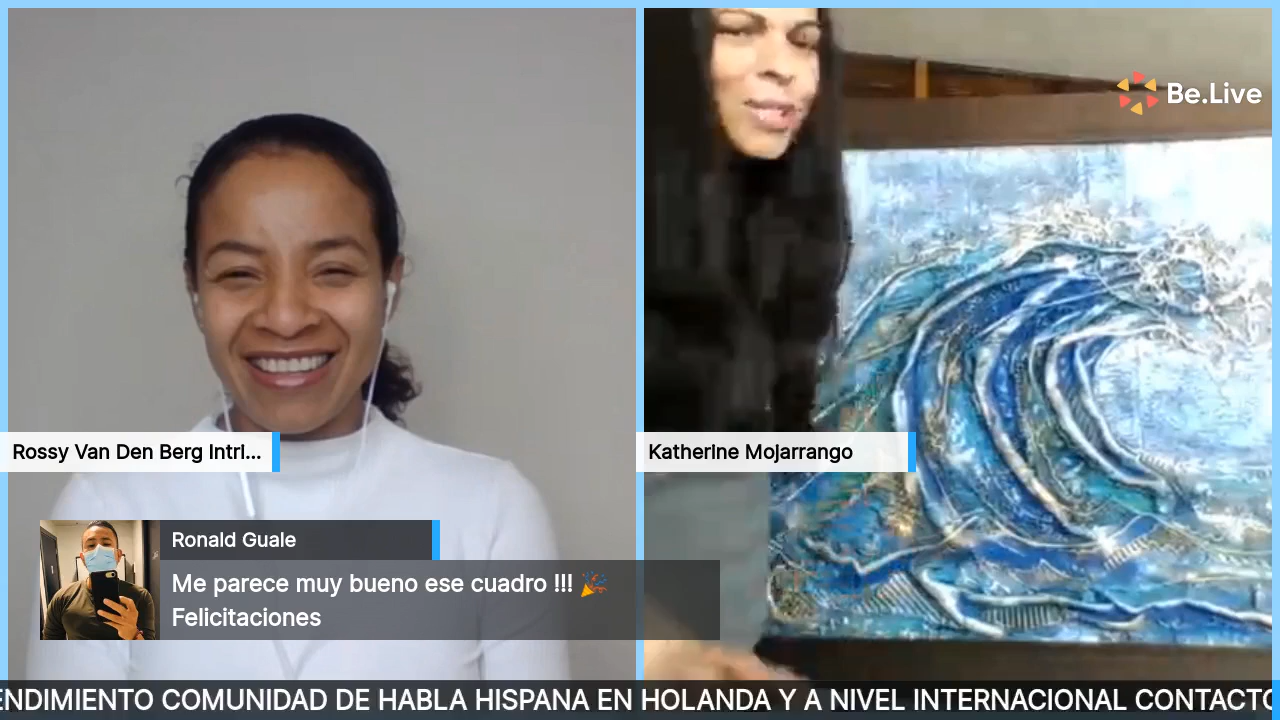 Be.Live
Rossy Van Den Berg Intri...
Katherine Mojarrango
Ronald Guale
Me parece muy bueno ese cuadro !!! 🎉
Felicitaciones
ENDIMIENTO COMUNIDAD DE HABLA HISPANA EN HOLANDA Y A NIVEL INTERNACIONAL CONTACTO